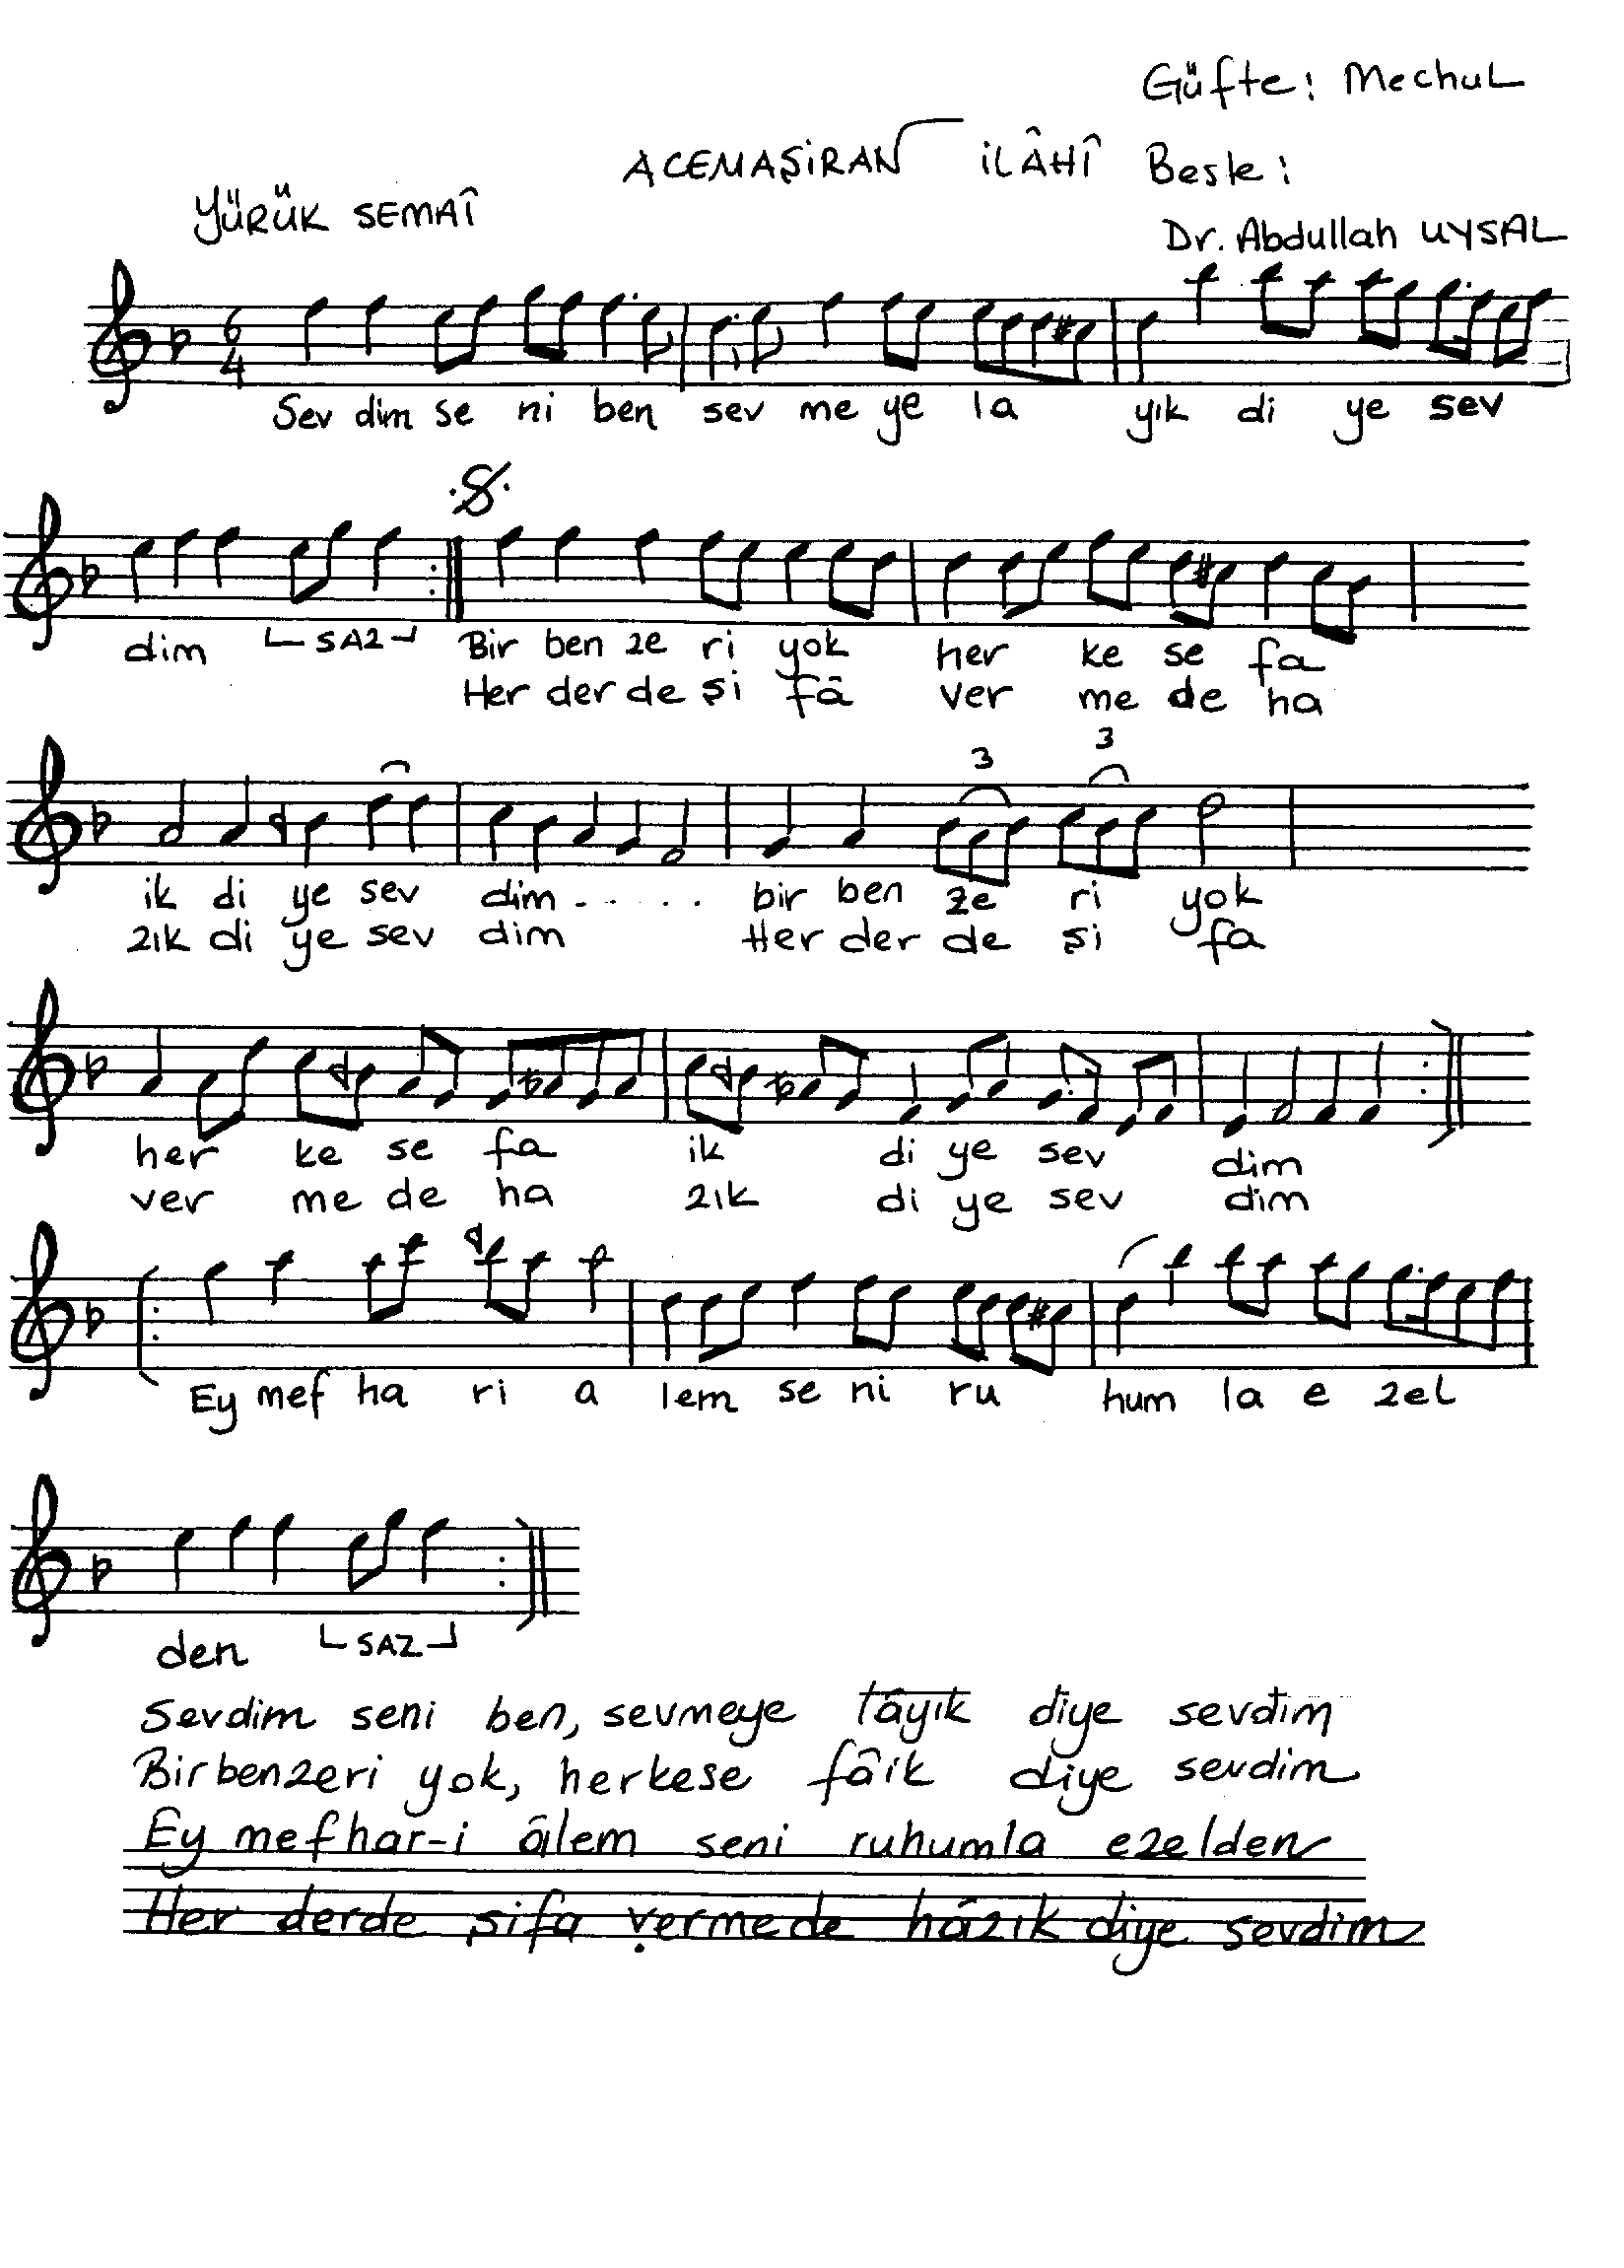 Güfte: Mechul
ACEMAŞİRAN İLÂHÎ Beste:
YÜRÜK SEMAÎ
Dr. Abdullah UYSAL
6
4
Sev dim se ni ben sev me ye la yık di ye sev
dim SAZ Bir ben ze ri yok her ke se fa
Her der de şi fâ ver me de ha
3 3
ik di ye sev dim . . . . . bir ben ze ri yok
zık di ye sev dim Her der de şi fa
her ke se fa ik di ye sev dim
ver me de ha zık di ye sev dim
Ey mef ha ri a lem se ni ru hum la e zel
den SAZ
Sevdim seni ben, sevmeye lâyık diye sevdim
Birbenzeri yok, herkese fâik diye sevdim
Ey mefhar-i âlem seni ruhumla ezelden
Her derde şifa vermede hâzık diye sevdim